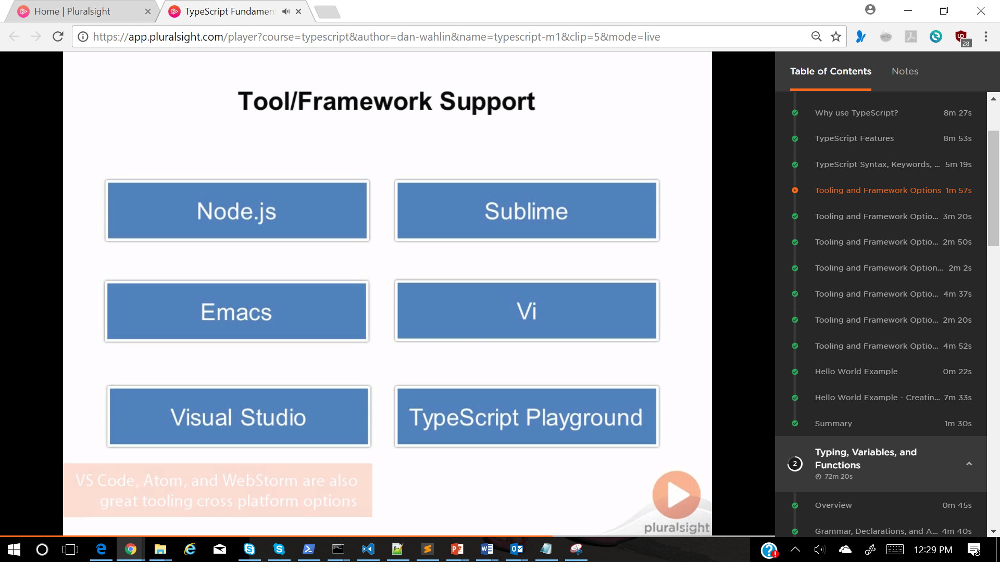 Home | Pluralsight
TypeScript Fundamen
https://app.pluralsight.com/player?course=typescript&author=dan-wahlin&name=typescript-m1&clip=5&mode=live
28
Tool/Framework Support
Node.js
Sublime
Emacs
Vi
Visual Studio
TypeScript Playground
VS Code, Atom, and WebStorm are also
great tooling cross platform options
pluralsight
Table of Contents
Notes
Why use TypeScript? 8m 27s
TypeScript Features 8m 53s
TypeScript Syntax, Keywords, ... 5m 19s
Tooling and Framework Options 1m 57s
Tooling and Framework Optio... 3m 20s
Tooling and Framework Optio... 2m 50s
Tooling and Framework Option... 2m 2s
Tooling and Framework Optio... 4m 37s
Tooling and Framework Optio... 2m 20s
Tooling and Framework Optio... 4m 52s
Hello World Example 0m 22s
Hello World Example - Creatin... 7m 33s
Summary 1m 30s
2
Typing, Variables, and
Functions
72m 20s
Overview 0m 45s
Grammar, Declarations, and A... 4m 40s
12:29 PM